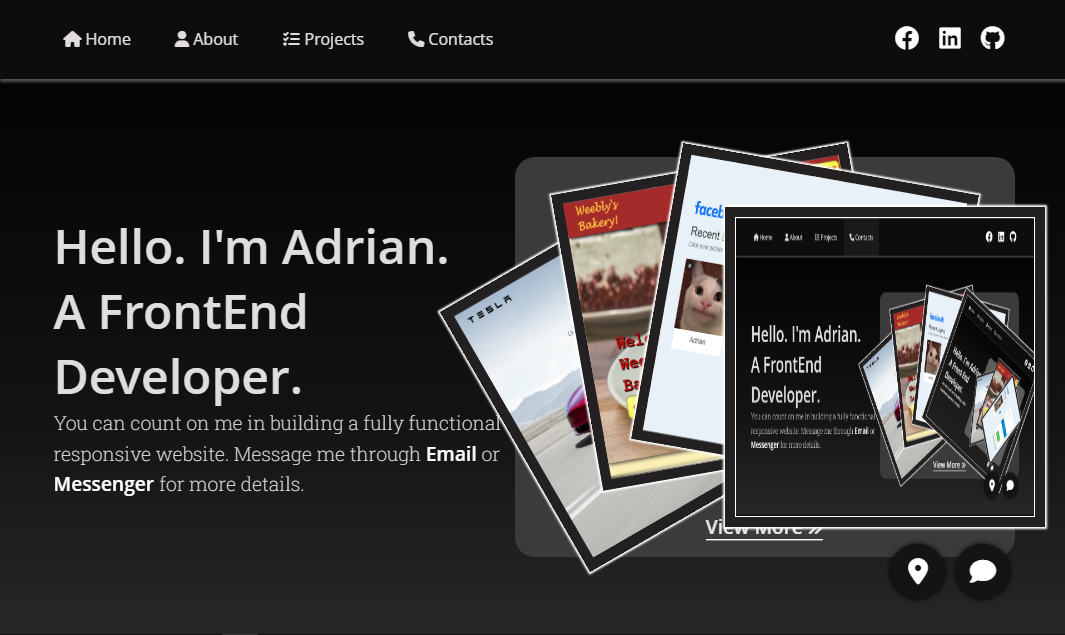 Home About Projects Contacts
Hello. I'm Adrian.
A FrontEnd
Developer.
You can count on me in building a fully functional
responsive website. Message me through Email or
Messenger for more details.
TESLA
Weebly's
Bakery!
Wel
We
Ba
faceb
Recent L
Click your pictur
Adrian
View More »
Home About Projects Contacts
Hello. I'm Adrian.
A FrontEnd
Developer.
You can count on me in building a fully functional
responsive website. Message me through Email or
Messenger for more details.
View More »